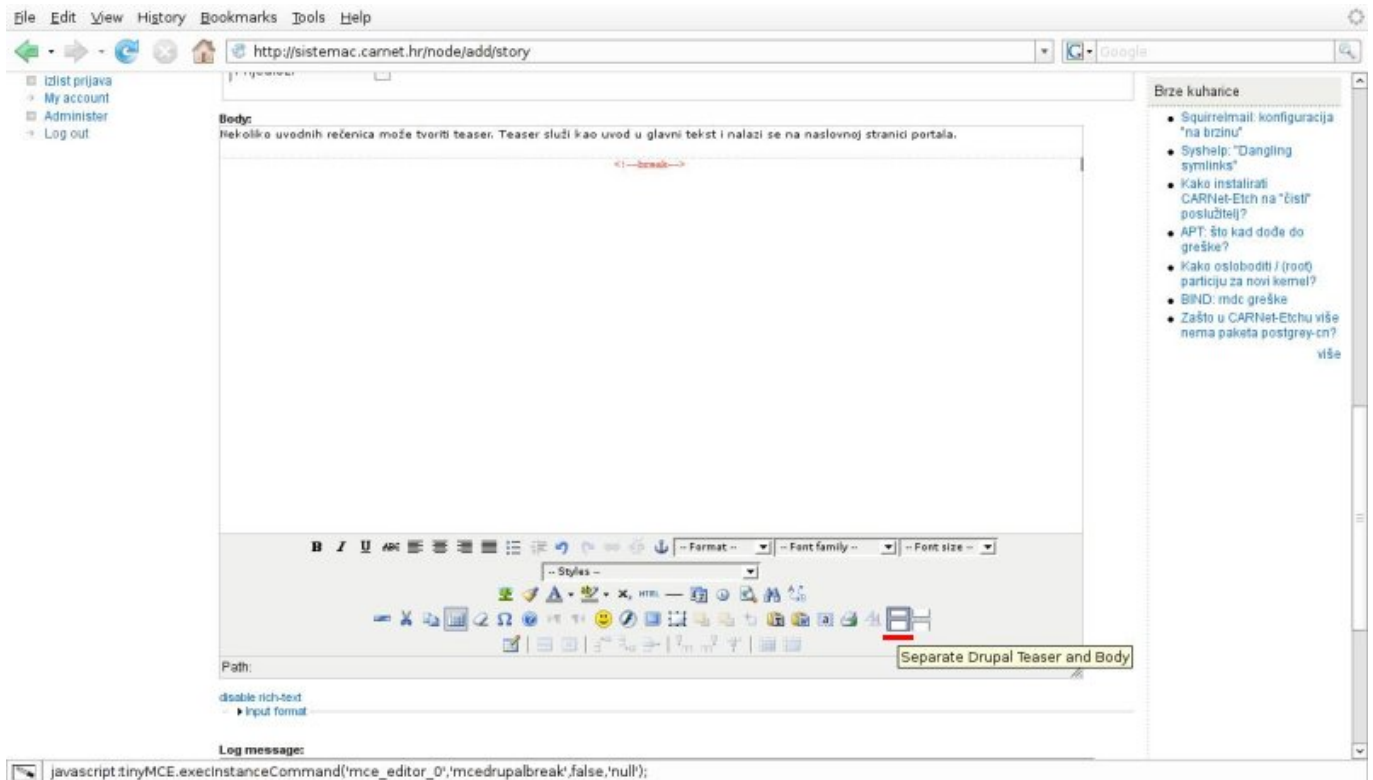 File Edit View History Bookmarks Tools Help
http://sistemac.carnet.hr/node/add/story
Google
Izlist prijava
My account
Administer
Log out
Prijedlozi
Body:
Nekoliko uvodnih rečenica može tvoriti teaser. Teaser služi kao uvod u glavni tekst i nalazi se na naslovnoj stranici portala.
<!--break-->
Brze kuharice
Squirrelmail: konfiguracija
"na brzinu"
Syshelp: "Dangling
symlinks"
Kako instalirati
CARNet-Etch na "čisti"
poslužitelj?
APT: što kad dođe do
greške?
Kako osloboditi / (root)
particiju za novi kernel?
BIND: rndc greške
Zašto u CARNet-Etchu više
nema paketa postgrey-cn?
više
B I U ABC -- Format -- -- Font family -- -- Font size --
-- Styles --
HTML
Separate Drupal Teaser and Body
Path:
disable rich-text
Input format
Log message:
javascript:tinyMCE.execInstanceCommand('mce_editor_0','mcedrupalbreak',false,'null');